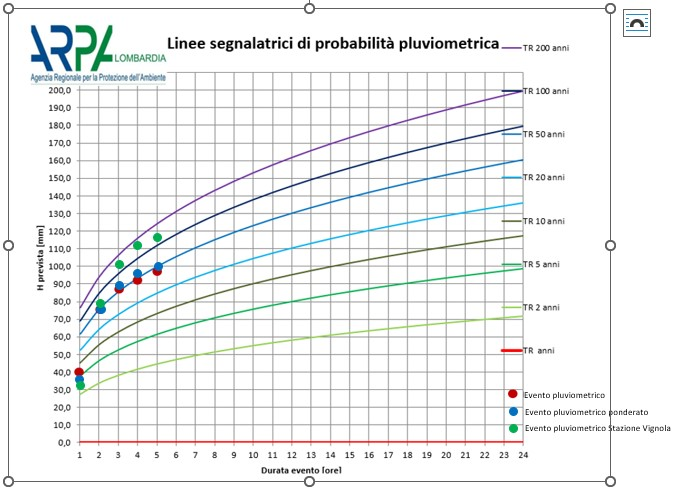 ARPA
LOMBARDIA
Agenzia Regionale per la Protezione dell'Ambiente
Linee segnalatrici di probabilità pluviometrica
TR 200 anni
TR 100 anni
TR 50 anni
TR 20 anni
TR 10 anni
TR 5 anni
TR 2 anni
TR anni
Evento pluviometrico
Evento pluviometrico ponderato
Evento pluviometrico Stazione Vignola
H prevista [mm]
200,0
190,0
180,0
170,0
160,0
150,0
140,0
130,0
120,0
110,0
100,0
90,0
80,0
70,0
60,0
50,0
40,0
30,0
20,0
10,0
0,0
1 2 3 4 5 6 7 8 9 10 11 12 13 14 15 16 17 18 19 20 21 22 23 24
Durata evento [ore]